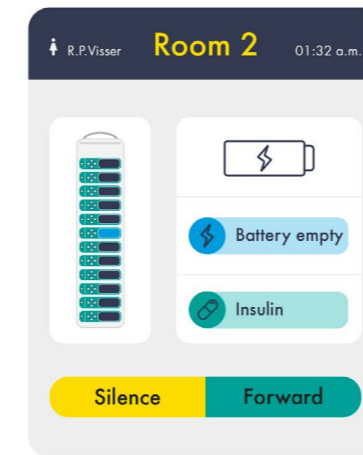 R.P.Visser Room 2 01:32 a.m.
Battery empty
Insulin
Silence Forward